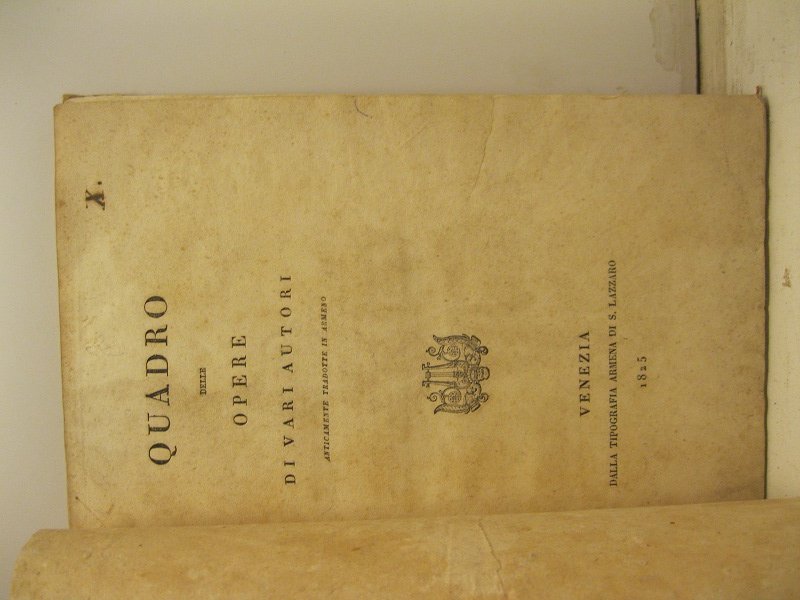 X.
QUADRO
DELLE
OPERE
DI VARI AUTORI
ANTICAMENTE TRADOTTE IN ARMENO
VENEZIA
DALLA TIPOGRAFIA ARMENA DI S. LAZZARO
1825